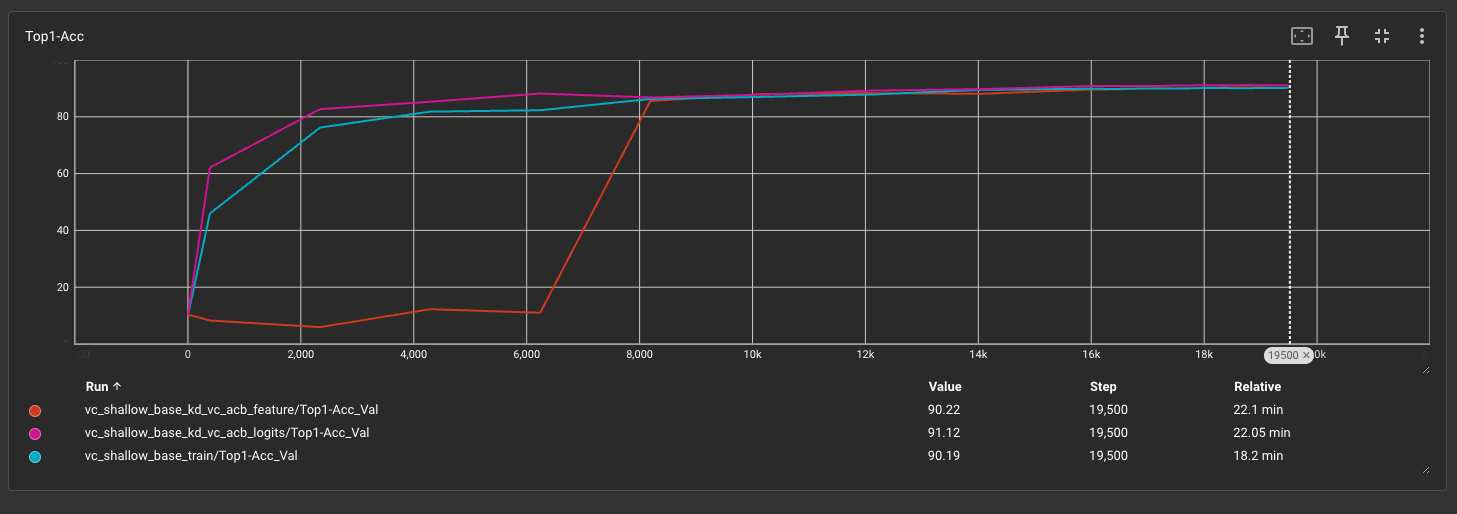 Top1-Acc
80
60
40
20
0 2,000 4,000 6,000 8,000 10k 12k 14k 16k 18k 19500 × 0k
Run ↑ Value Step Relative
vc_shallow_base_kd_vc_acb_feature/Top1-Acc_Val 90.22 19,500 22.1 min
vc_shallow_base_kd_vc_acb_logits/Top1-Acc_Val 91.12 19,500 22.05 min
vc_shallow_base_train/Top1-Acc_Val 90.19 19,500 18.2 min